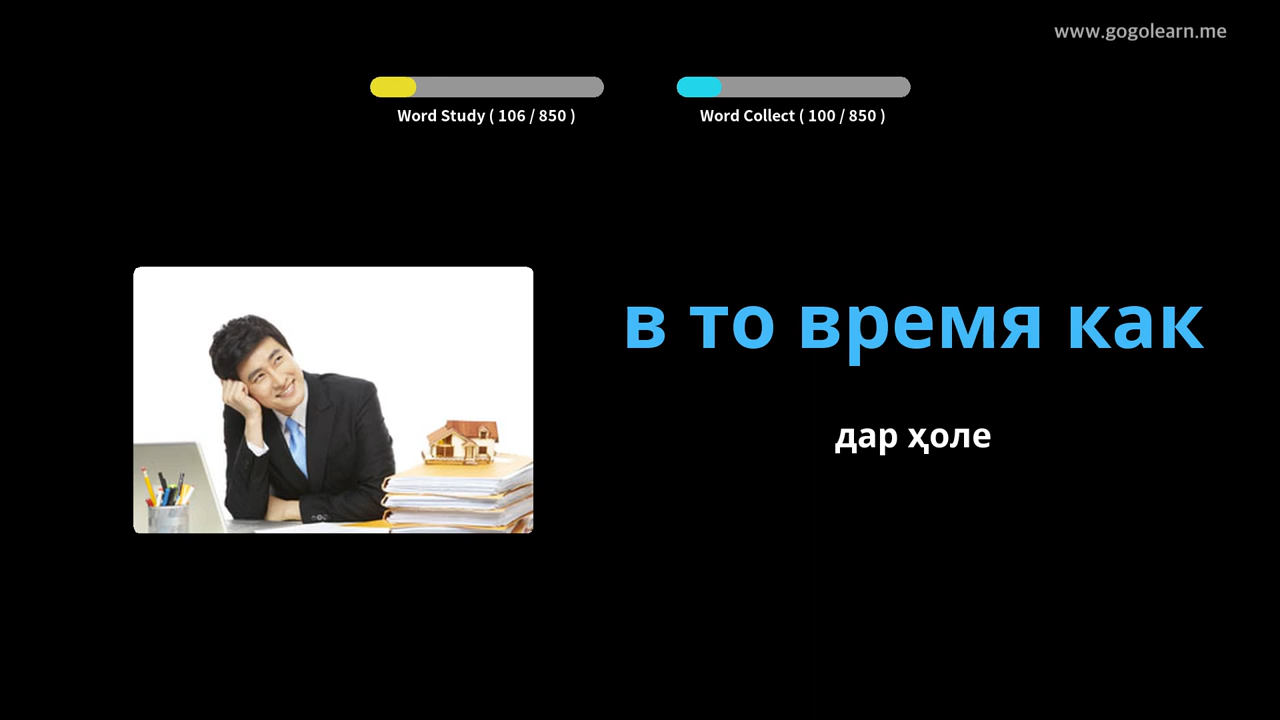 www.gogolearn.me
Word Study ( 106 / 850 )
Word Collect ( 100 / 850 )
в то время как
дар ҳоле